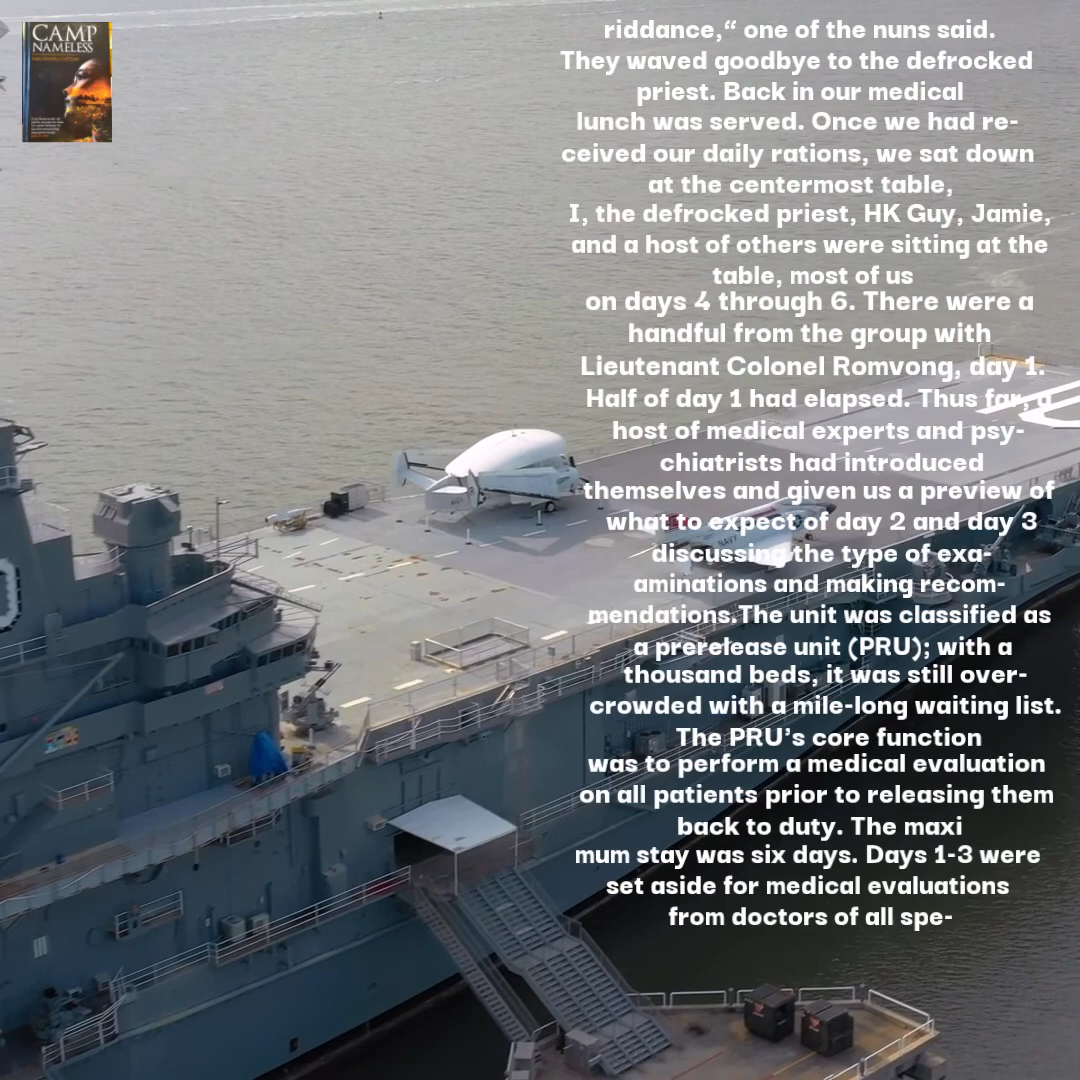 CAMP
NAMELESS
riddance,“ one of the nuns said.
They waved goodbye to the defrocked
priest. Back in our medical
lunch was served. Once we had re-
ceived our daily rations, we sat down
at the centermost table,
I, the defrocked priest, HK Guy, Jamie,
and a host of others were sitting at the
table, most of us
on days 4 through 6. There were a
handful from the group with
Lieutenant Colonel Romvong, day 1.
Half of day 1 had elapsed. Thus far, a
host of medical experts and psy-
chiatrists had introduced
themselves and given us a preview of
what to expect of day 2 and day 3
discussing the type of exa-
aminations and making recom-
mendations.The unit was classified as
a prerelease unit (PRU); with a
thousand beds, it was still over-
crowded with a mile-long waiting list.
The PRU’s core function
was to perform a medical evaluation
on all patients prior to releasing them
back to duty. The maxi
mum stay was six days. Days 1-3 were
set aside for medical evaluations
from doctors of all spe-
NAVY